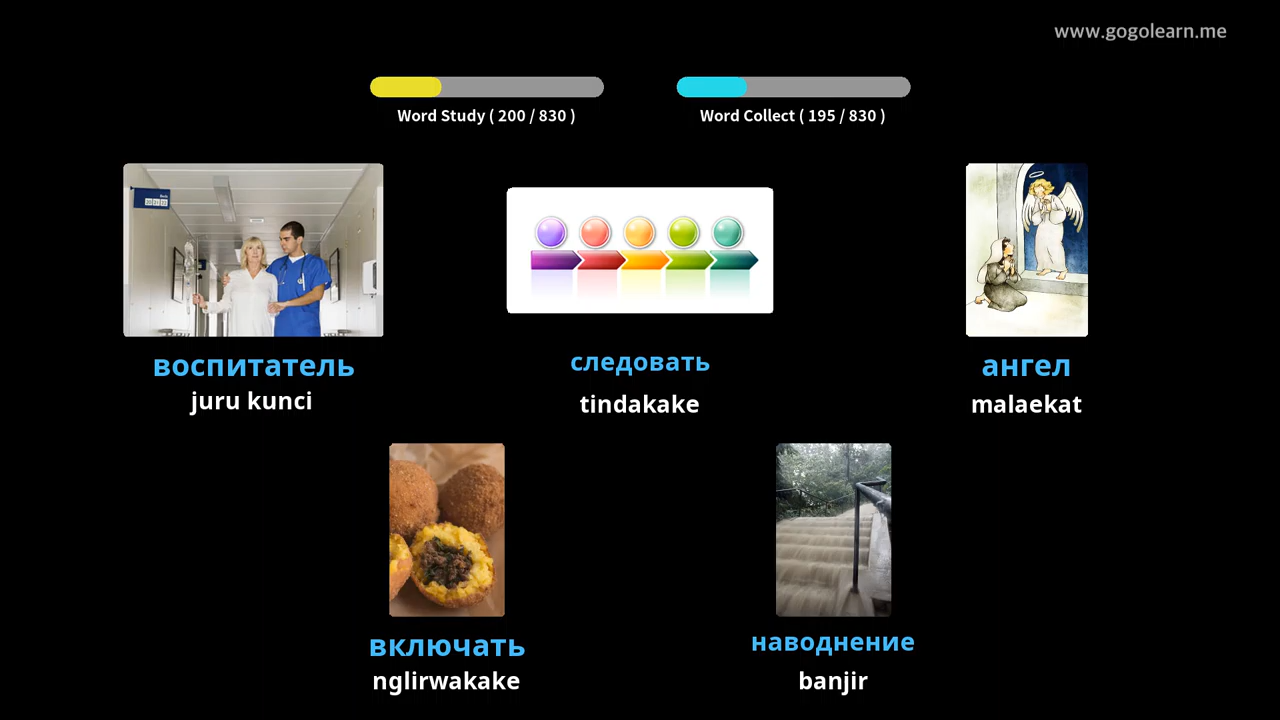 www.gogolearn.me
Word Study ( 200 / 830 )
Word Collect ( 195 / 830 )
воспитатель
juru kunci
следовать
tindakake
ангел
malaekat
включать
nglirwakake
наводнение
banjir